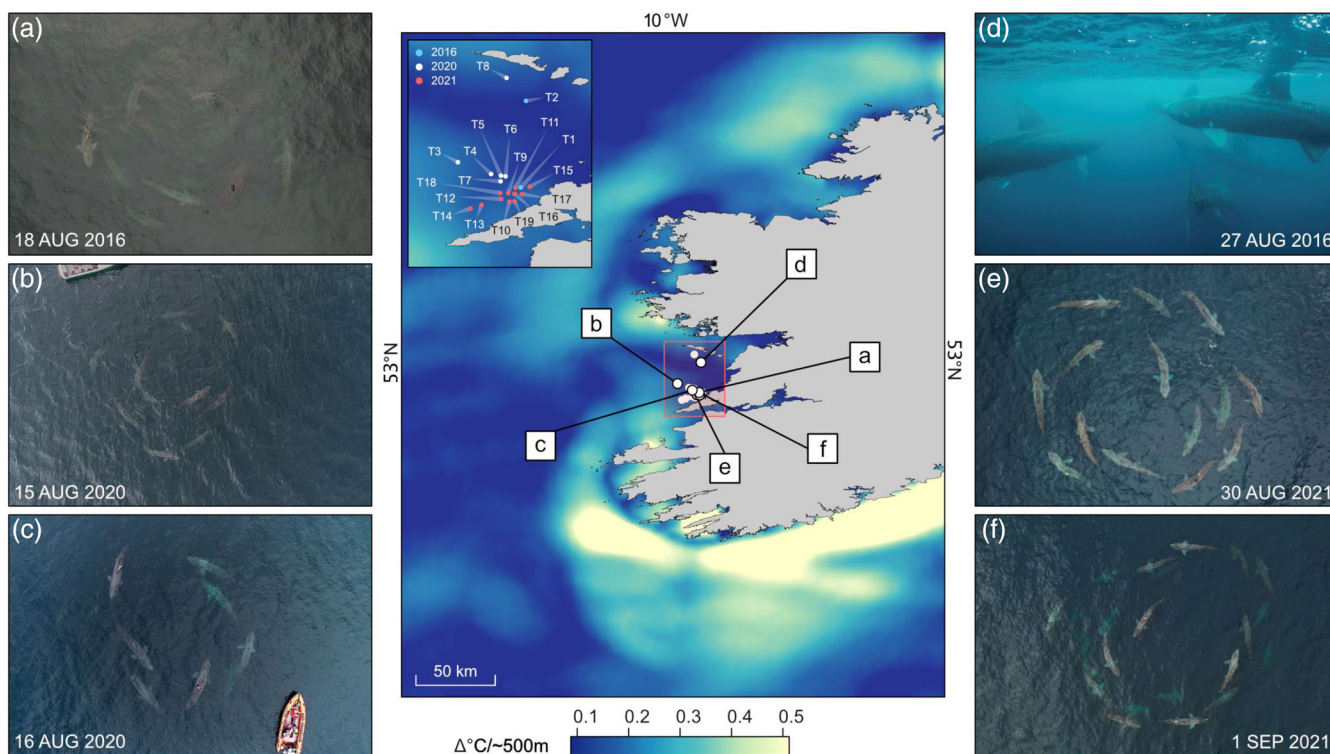 (a)
18 AUG 2016
(b)
15 AUG 2020
(c)
16 AUG 2020
10°W
2016
2020
2021
T8
T2
T11
T5
T6
T1
T3
T4
T9
T15
T7
T18
T12
T17
T14
T16
T13
T19
T10
53°N
53°N
d
b
a
c
f
e
50 km
0.1 0.2 0.3 0.4 0.5
Δ°C/~500m
(d)
27 AUG 2016
(e)
30 AUG 2021
(f)
1 SEP 2021